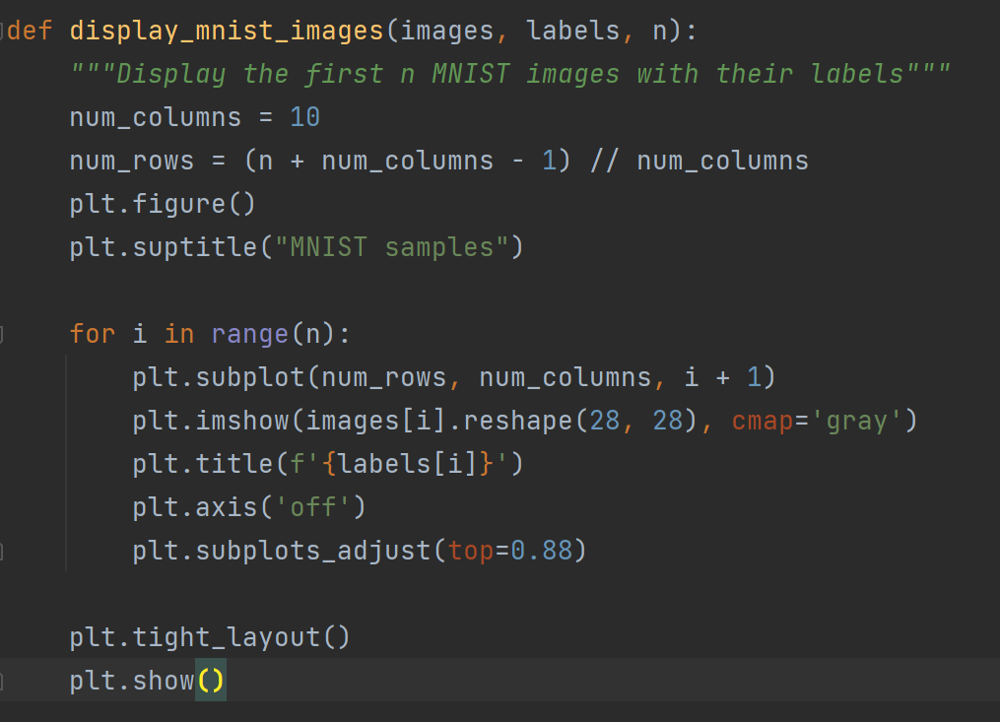 def display_mnist_images(images, labels, n):
    """Display the first n MNIST images with their labels"""
    num_columns = 10
    num_rows = (n + num_columns - 1) // num_columns
    plt.figure()
    plt.suptitle("MNIST samples")

    for i in range(n):
        plt.subplot(num_rows, num_columns, i + 1)
        plt.imshow(images[i].reshape(28, 28), cmap='gray')
        plt.title(f'{labels[i]}')
        plt.axis('off')
        plt.subplots_adjust(top=0.88)

    plt.tight_layout()
    plt.show()